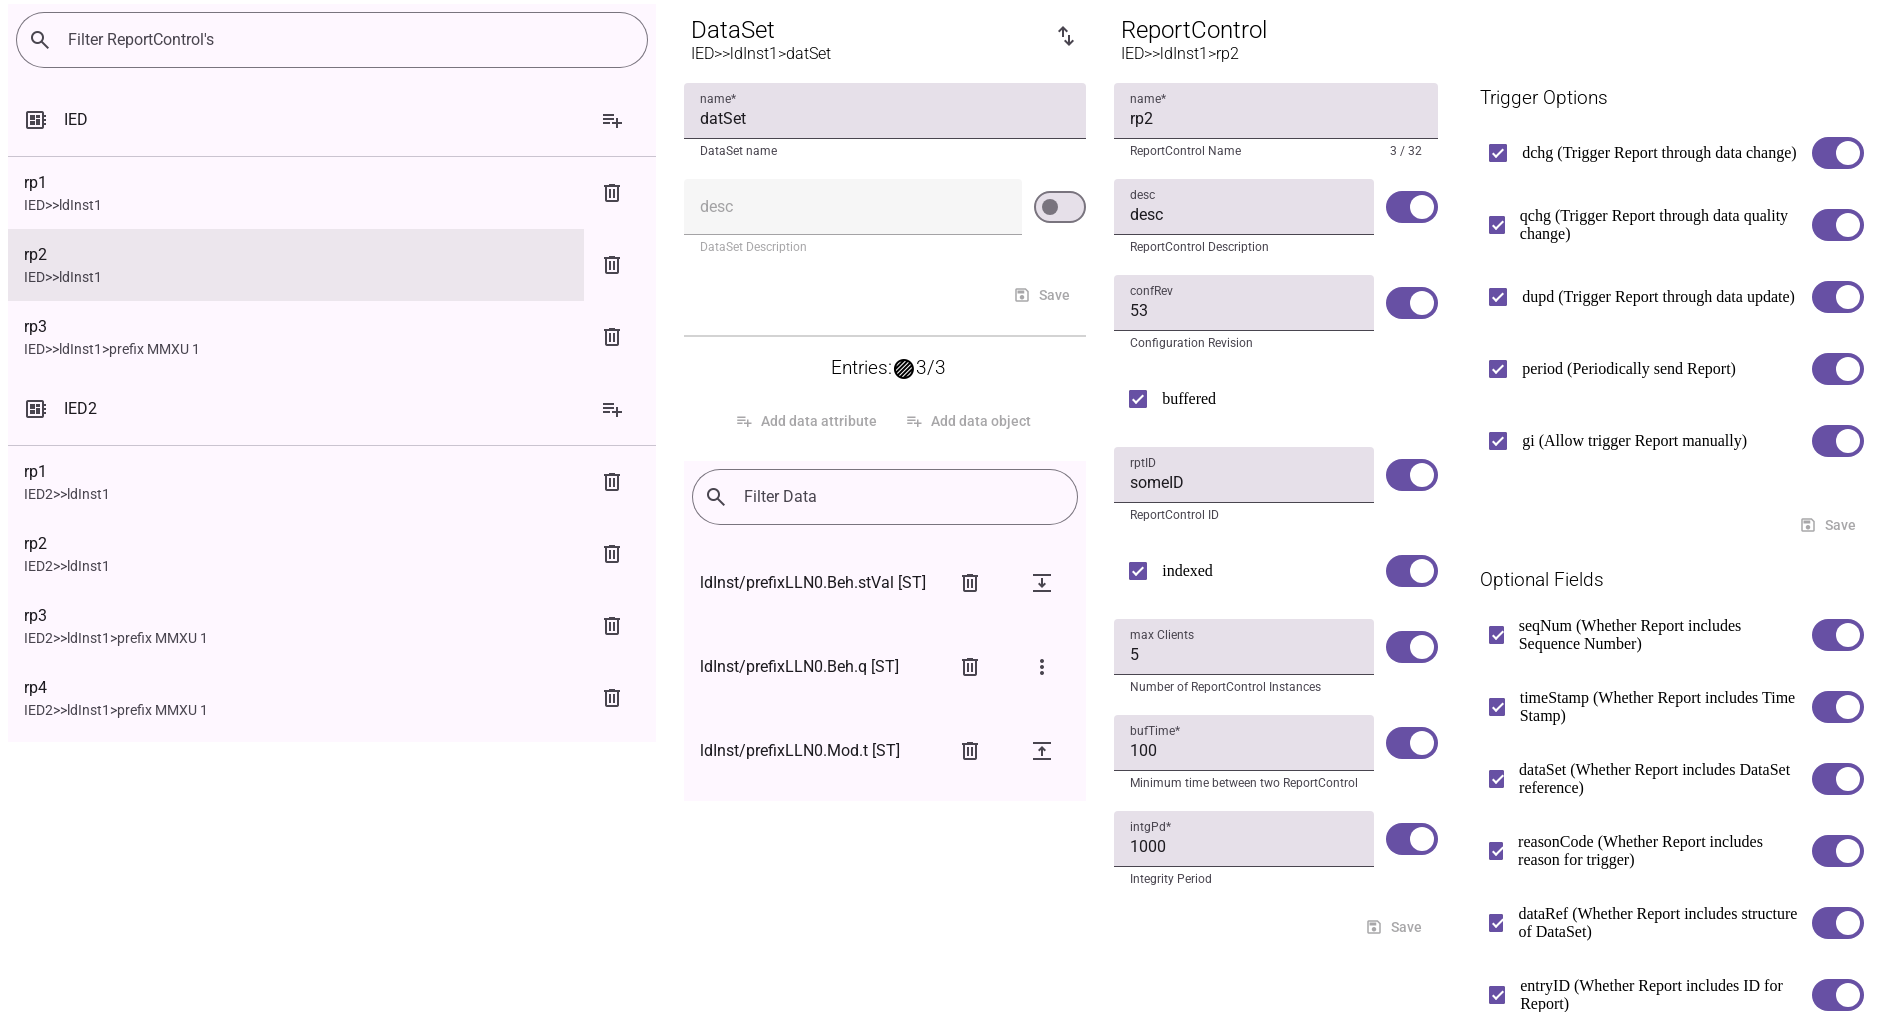 Filter ReportControl's
IED
rp1
IED>>ldInst1
rp2
IED>>ldInst1
rp3
IED>>ldInst1>prefix MMXU 1
IED2
rp1
IED2>>ldInst1
rp2
IED2>>ldInst1
rp3
IED2>>ldInst1>prefix MMXU 1
rp4
IED2>>ldInst1>prefix MMXU 1
DataSet
IED>>ldInst1>datSet
name*
datSet
DataSet name
desc
DataSet Description
Save
Entries: 3/3
Add data attribute Add data object
Filter Data
ldInst/prefixLLN0.Beh.stVal [ST]
ldInst/prefixLLN0.Beh.q [ST]
ldInst/prefixLLN0.Mod.t [ST]
ReportControl
IED>>ldInst1>rp2
name*
rp2
ReportControl Name 3 / 32
desc
desc
ReportControl Description
confRev
53
Configuration Revision
buffered
rptID
someID
ReportControl ID
indexed
max Clients
5
Number of ReportControl Instances
bufTime*
100
Minimum time between two ReportControl
intgPd*
1000
Integrity Period
Save
Trigger Options
dchg (Trigger Report through data change)
qchg (Trigger Report through data quality
change)
dupd (Trigger Report through data update)
period (Periodically send Report)
gi (Allow trigger Report manually)
Save
Optional Fields
seqNum (Whether Report includes
Sequence Number)
timeStamp (Whether Report includes Time
Stamp)
dataSet (Whether Report includes DataSet
reference)
reasonCode (Whether Report includes
reason for trigger)
dataRef (Whether Report includes structure
of DataSet)
entryID (Whether Report includes ID for
Report)